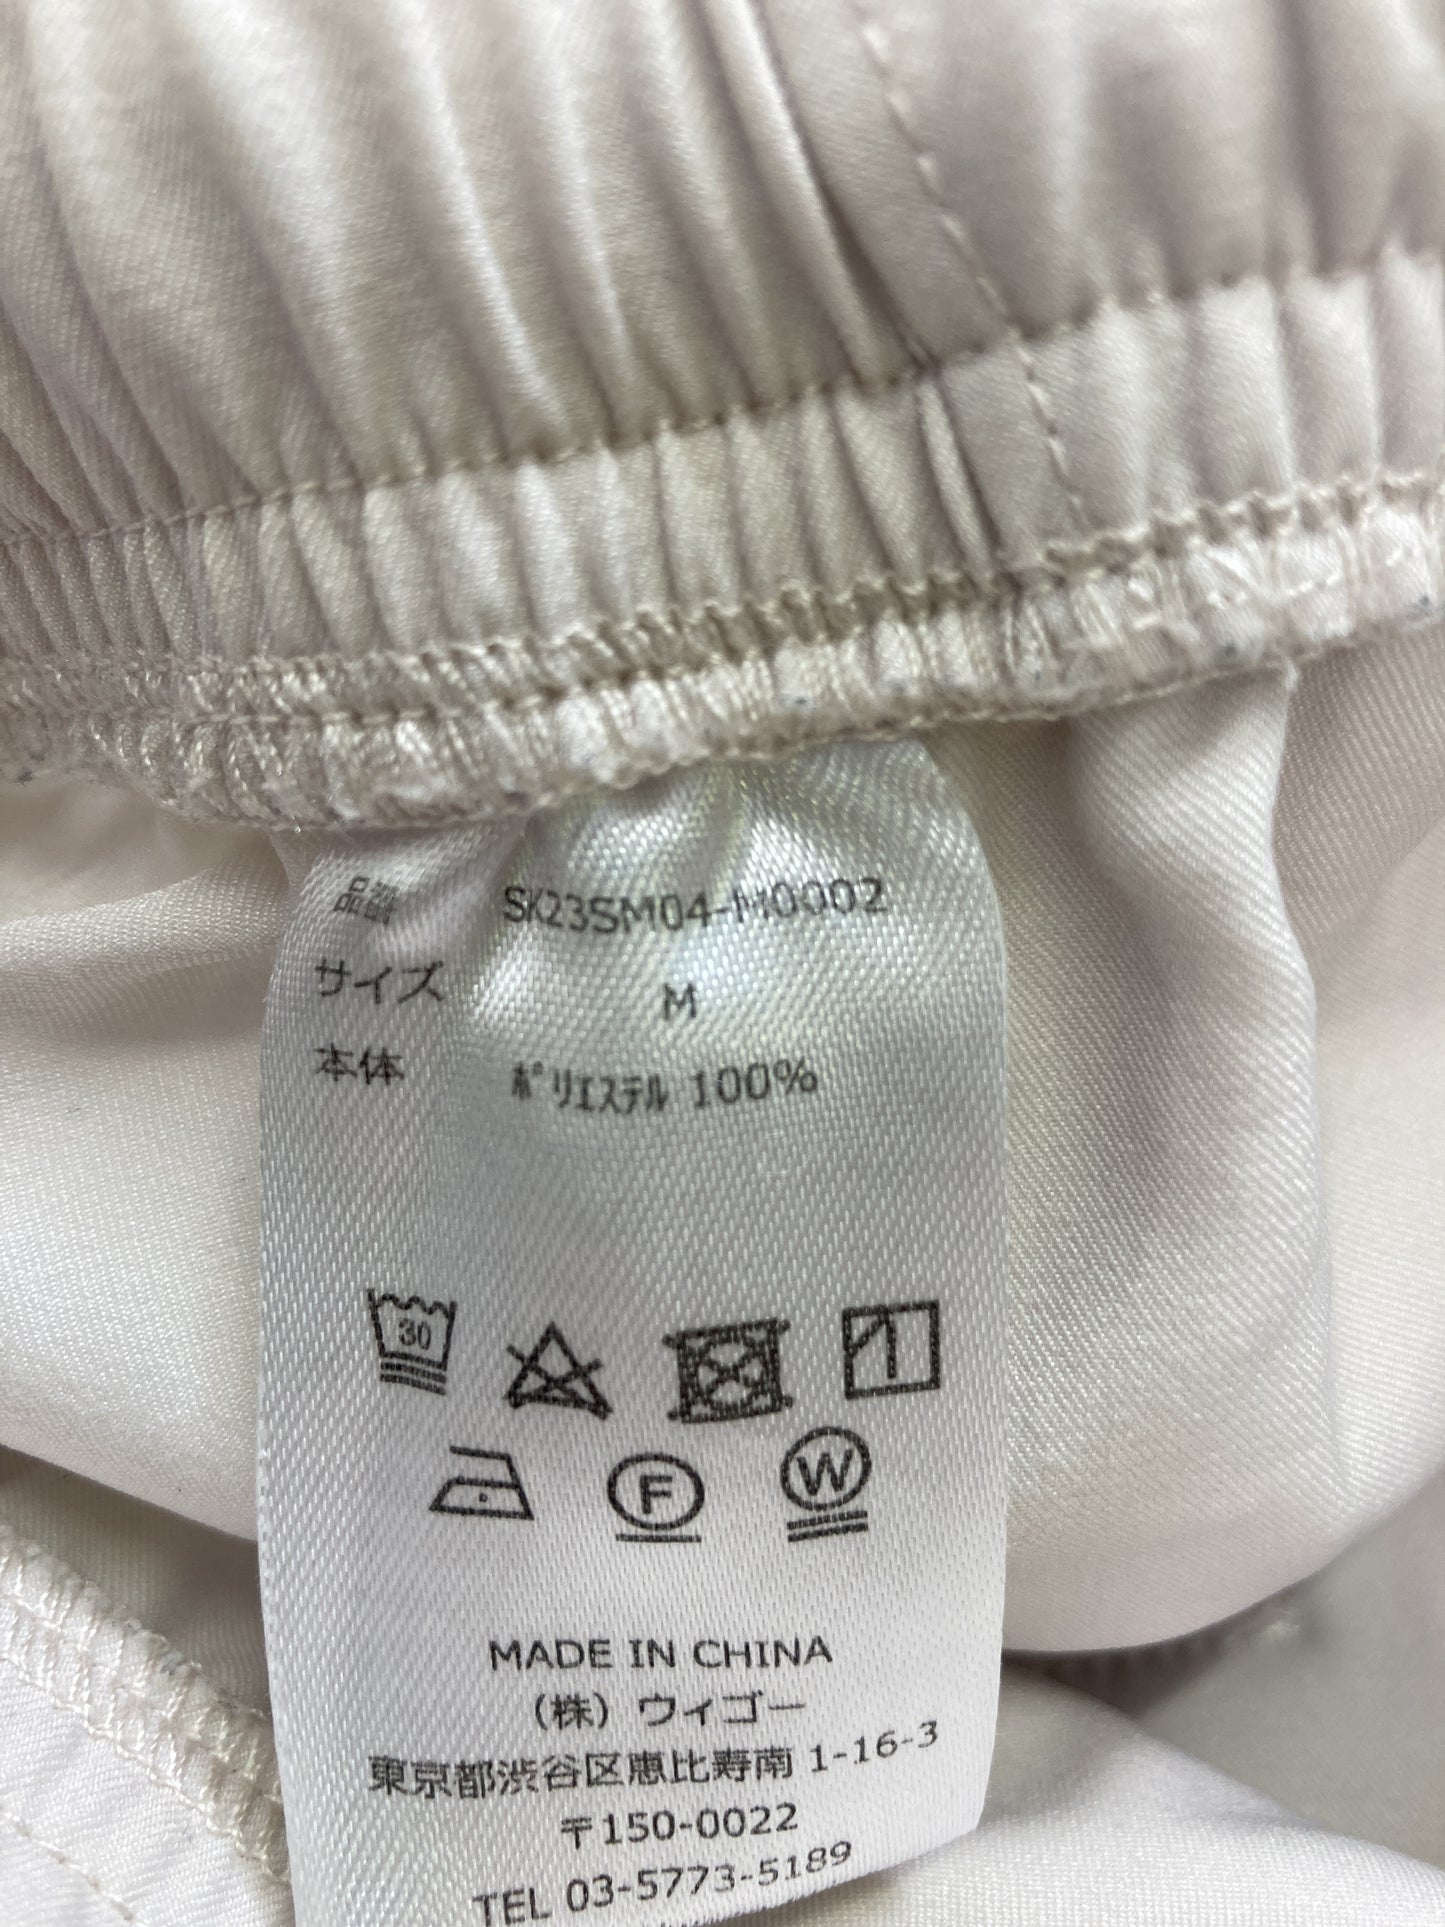 品番 SK23SM04-M0002
サイズ M
本体 ポリエステル 100%
30
F
W
MADE IN CHINA
（株）ウィゴー
東京都渋谷区恵比寿南 1-16-3
〒150-0022
TEL 03-5773-5189